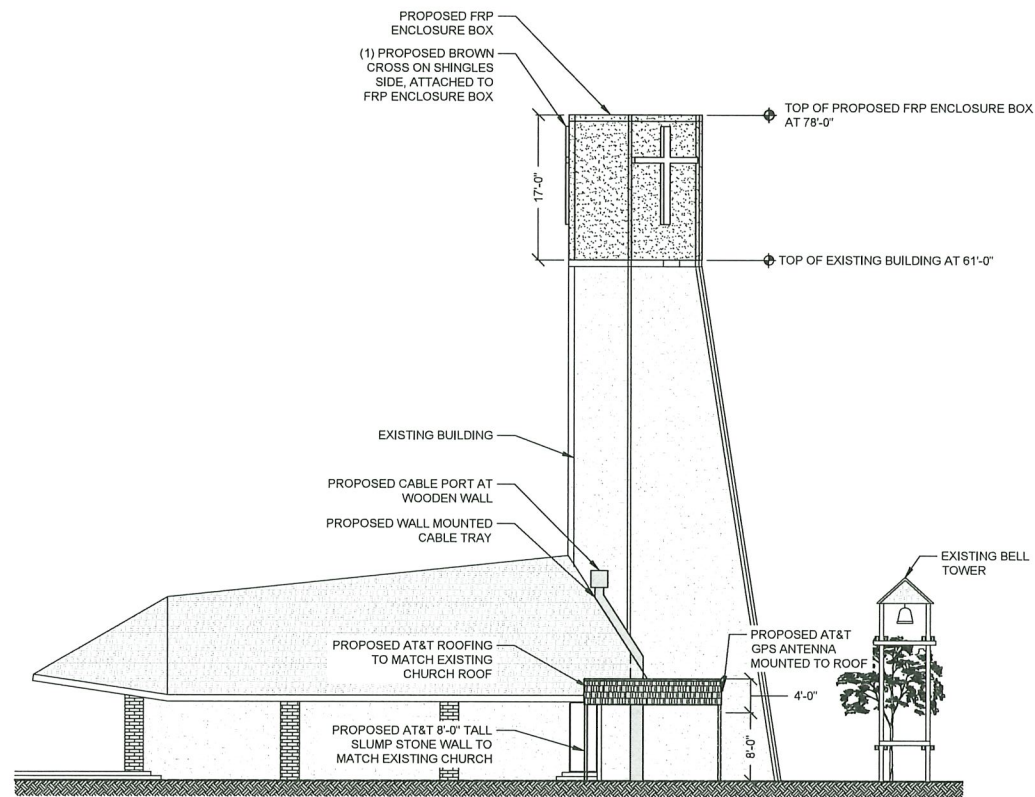 PROPOSED FRP
ENCLOSURE BOX
(1) PROPOSED BROWN
CROSS ON SHINGLES
SIDE, ATTACHED TO
FRP ENCLOSURE BOX
TOP OF PROPOSED FRP ENCLOSURE BOX
AT 78'-0"
17'-0"
TOP OF EXISTING BUILDING AT 61'-0"
EXISTING BUILDING
PROPOSED CABLE PORT AT
WOODEN WALL
PROPOSED WALL MOUNTED
CABLE TRAY
EXISTING BELL
TOWER
PROPOSED AT&T ROOFING
TO MATCH EXISTING
CHURCH ROOF
PROPOSED AT&T
GPS ANTENNA
MOUNTED TO ROOF
4'-0"
PROPOSED AT&T 8'-0" TALL
SLUMP STONE WALL TO
MATCH EXISTING CHURCH
8'-0"